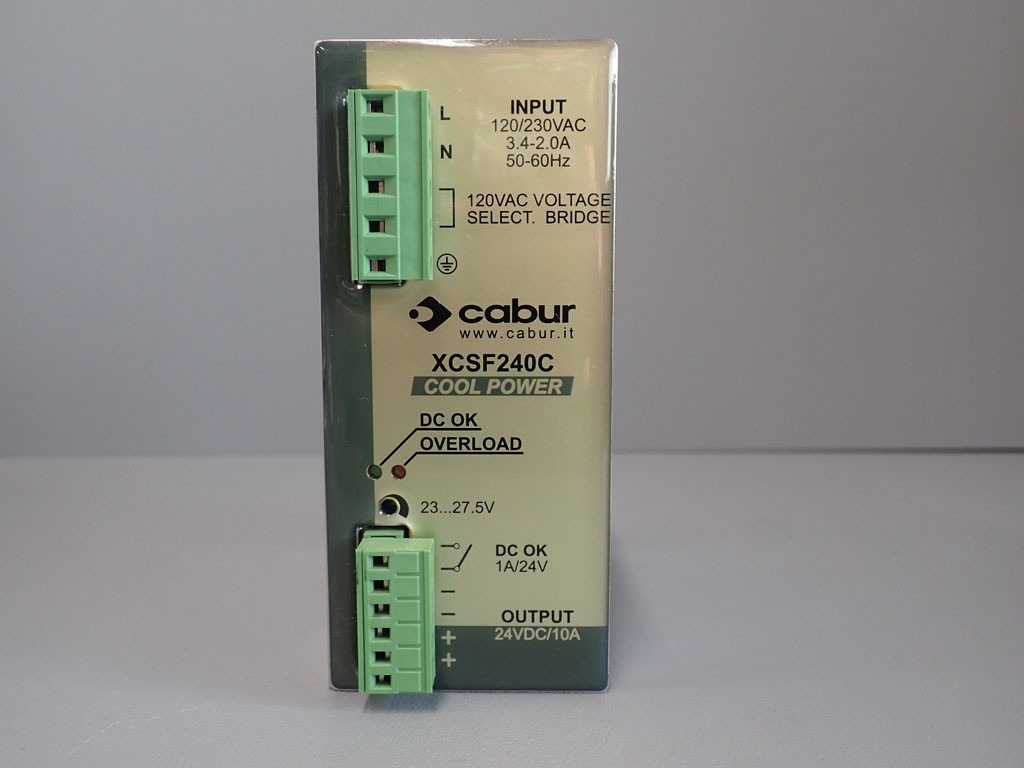 L
INPUT
120/230VAC
3.4-2.0A
50-60Hz
N
120VAC VOLTAGE
SELECT. BRIDGE
cabur
www.cabur.it
XCSF240C
COOL POWER
DC OK
OVERLOAD
23...27.5V
DC OK
1A/24V
–
–
OUTPUT
24VDC/10A
+
+